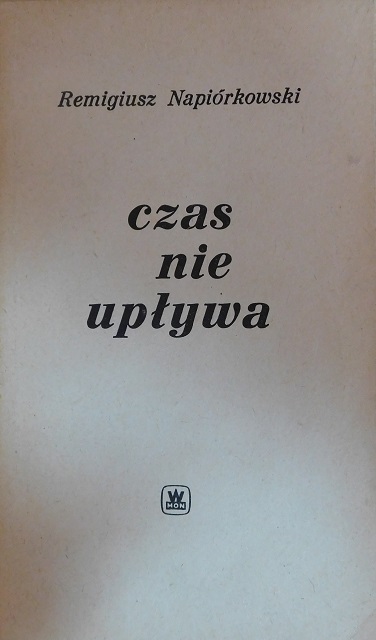 Remigiusz Napiórkowski
czas
nie
upływa
W
MON